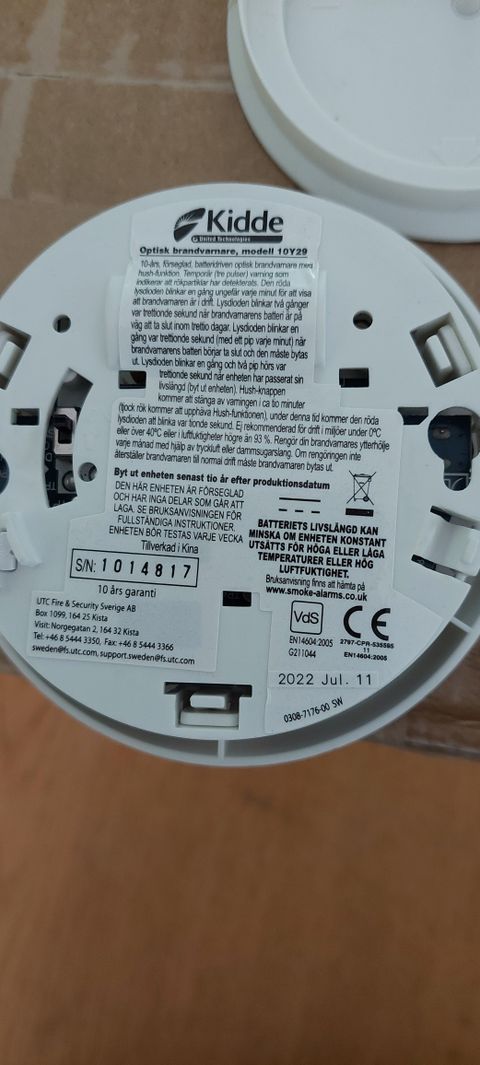 Kidde
United Technologies
Optisk brandvarnare, modell 10Y29
10-års, förseglad, batteridriven optisk brandvarnare med
hush-funktion. Temporär (tre pulser) varning som
indikerar att rökpartiklar har detekterats. Den röda
lysdioden blinkar en gång ungefär varje minut för att visa
att brandvarnaren är i drift. Lysdioden blinkar två gånger
var trettionde sekund när brandvarnarens batteri är på
väg att ta slut inom trettio dagar. Lysdioden blinkar en
gång var trettionde sekund (med ett pip varje minut) när
brandvarnarens batteri börjar ta slut och den måste bytas
ut. Lysdioden blinkar en gång och två pip hörs var
trettionde sekund när enheten har passerat sin
livslängd (byt ut enheten). Hush-knappen
kommer att stänga av varningen i ca tio minuter
(tjock rök kommer att upphäva Hush-funktionen), under denna tid kommer den röda
lysdioden att blinka var tionde sekund. Ej rekommenderad för drift i miljöer under 0ºC
eller över 40ºC eller i luftfuktigheter högre än 93 %. Rengör din brandvarnares ytterhölje
varje månad med hjälp av tryckluft eller dammsugarslang. Om rengöringen inte
återställer brandvarnaren till normal drift måste brandvarnaren bytas ut.
Byt ut enheten senast tio år efter produktionsdatum
DEN HÄR ENHETEN ÄR FÖRSEGLAD
OCH HAR INGA DELAR SOM GÅR ATT
LAGA. SE BRUKSANVISNINGEN FÖR
FULLSTÄNDIGA INSTRUKTIONER.
ENHETEN BÖR TESTAS VARJE VECKA
Tillverkad i Kina
S/N: 1014817
10 års garanti
BATTERIETS LIVSLÄNGD KAN
MINSKA OM ENHETEN KONSTANT
UTSÄTTS FÖR HÖGA ELLER LÅGA
TEMPERATURER ELLER HÖG
LUFTFUKTIGHET.
Bruksanvisning finns att hämta på
www.smoke-alarms.co.uk
UTC Fire & Security Sverige AB
Box 1099, 164 25 Kista
Visit: Norgegatan 2, 164 32 Kista
Tel: +46 8 5444 3350, Fax: +46 8 5444 3366
sweden@fs.utc.com, support.sweden@fs.utc.com
VdS
EN14604:2005
G211044
CE
2797-CPR-535595
11
EN14604:2005
2022 Jul. 11
0308-7176-00 SW